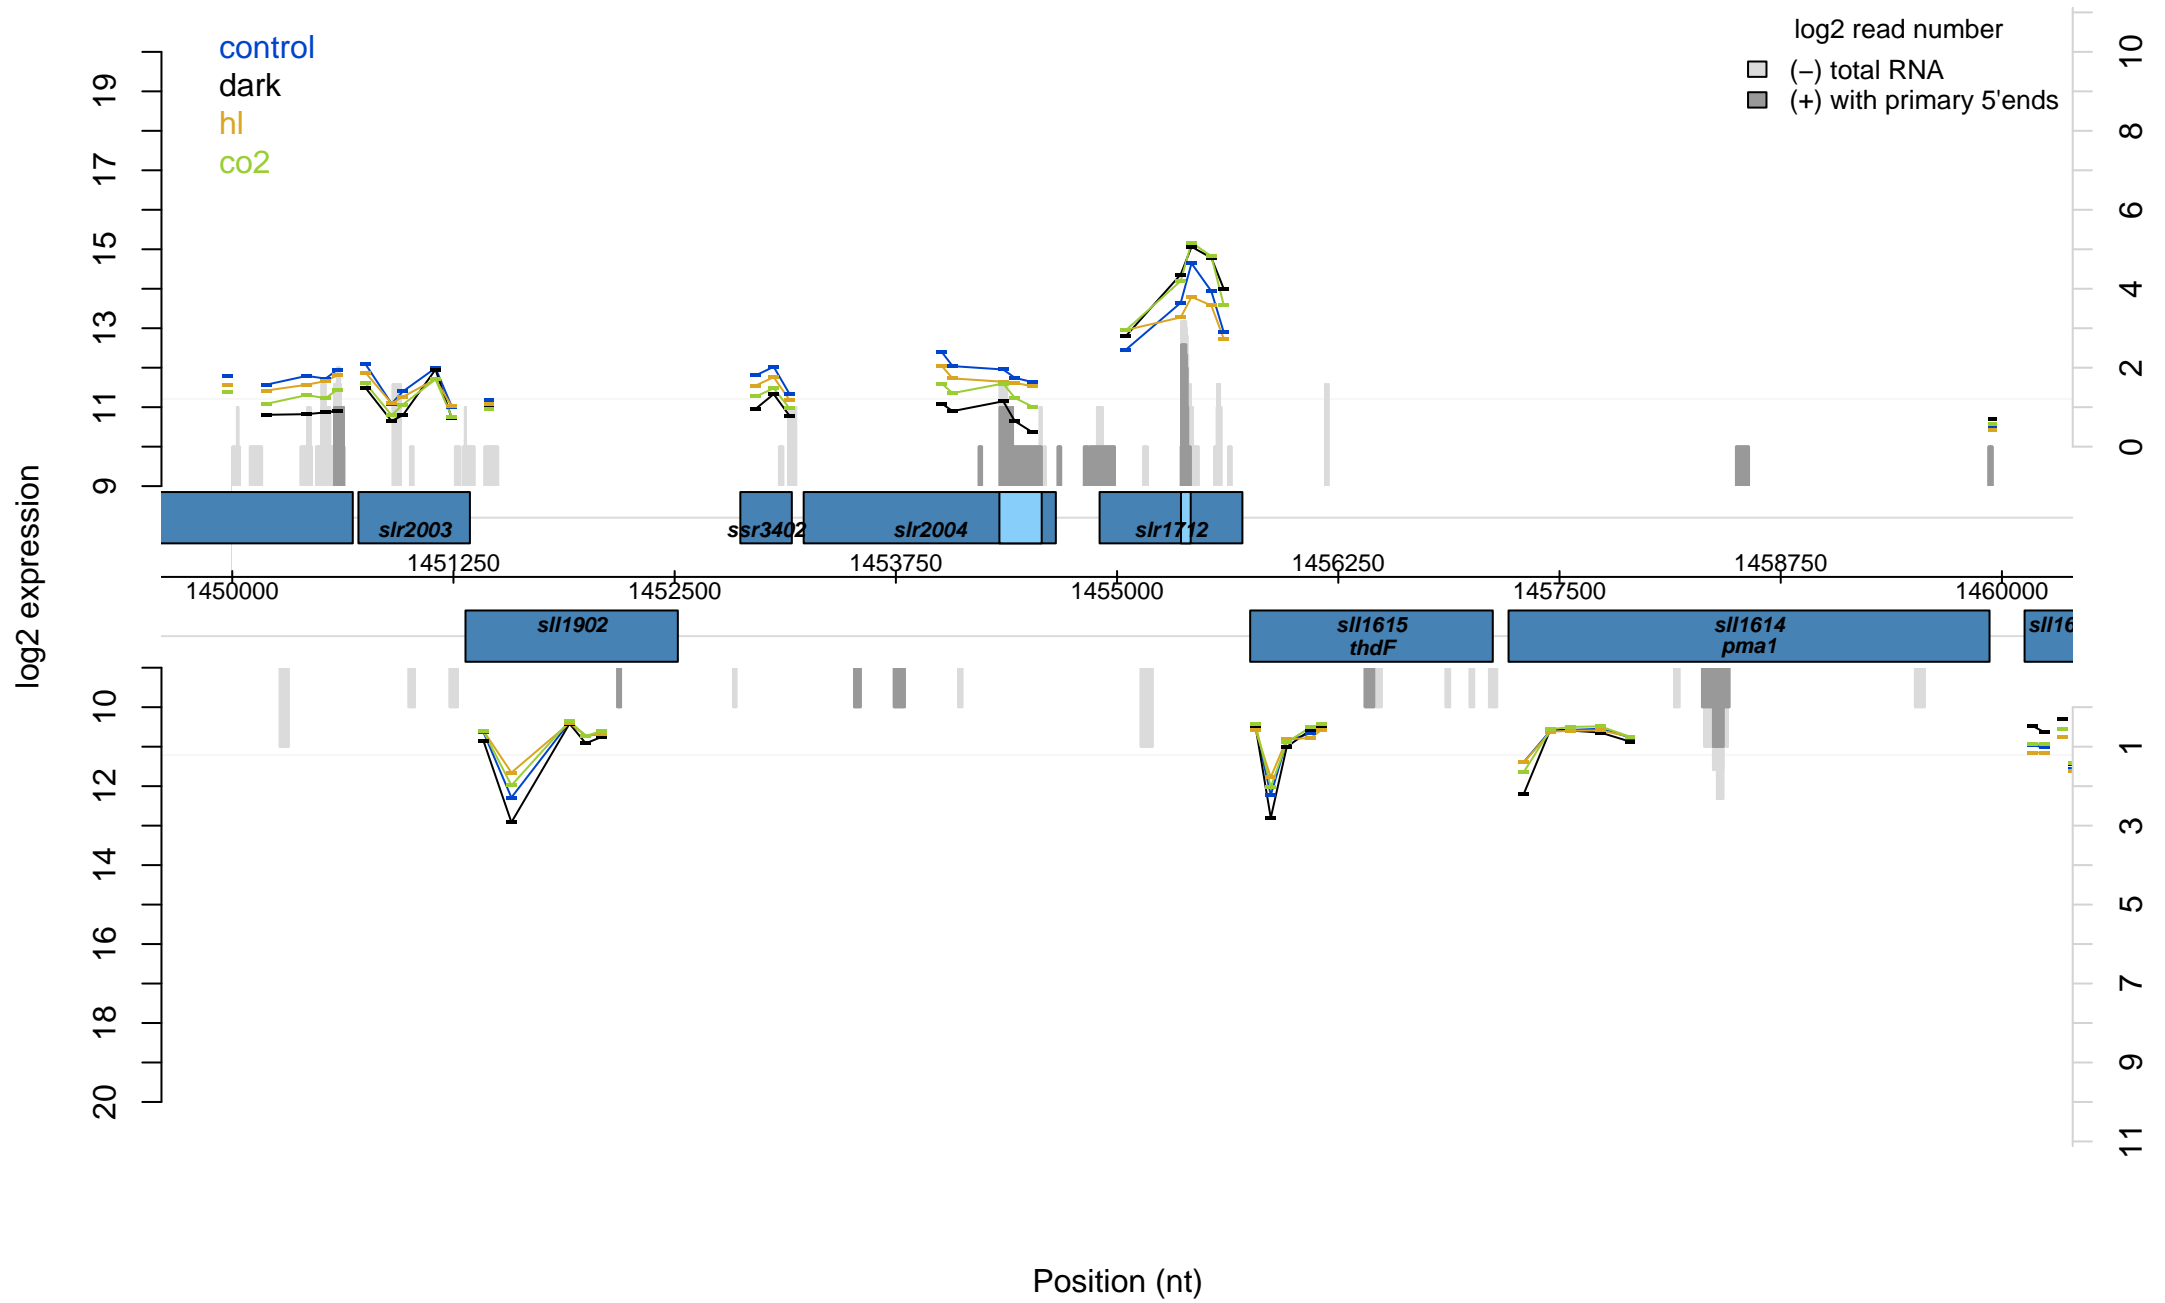 control
dark
hl
co2
log2 read number
(−) total RNA
(+) with primary 5'ends
19
17
15
13
11
9
10
8
6
4
2
0
log2 expression
slr2003
ssr3402
slr2004
slr1712
1451250
1453750
1456250
1458750
1450000
1452500
1455000
1457500
1460000
sll1902
sll1615
thdF
sll1614
pma1
sll16
10
12
14
16
18
20
1
3
5
7
9
11
Position (nt)